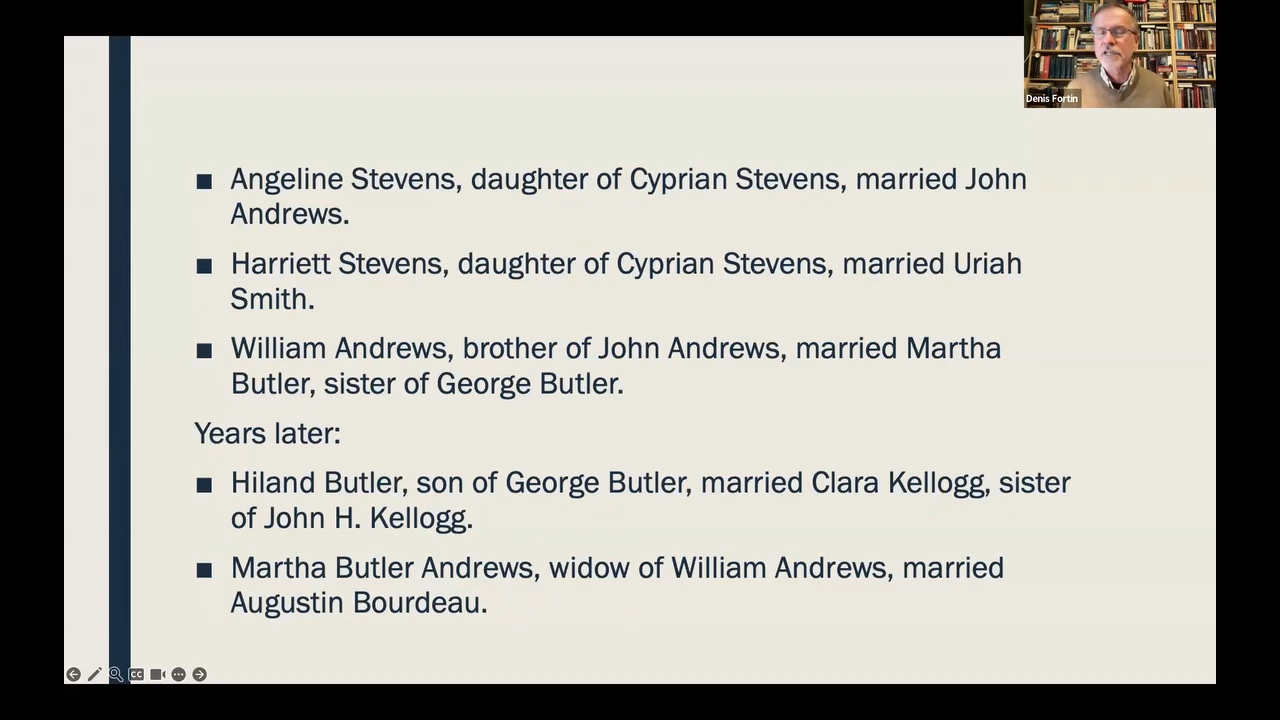 Denis Fortin
■ Angeline Stevens, daughter of Cyprian Stevens, married John
Andrews.
■ Harriett Stevens, daughter of Cyprian Stevens, married Uriah
Smith.
■ William Andrews, brother of John Andrews, married Martha
Butler, sister of George Butler.
Years later:
■ Hiland Butler, son of George Butler, married Clara Kellogg, sister
of John H. Kellogg.
■ Martha Butler Andrews, widow of William Andrews, married
Augustin Bourdeau.
CC